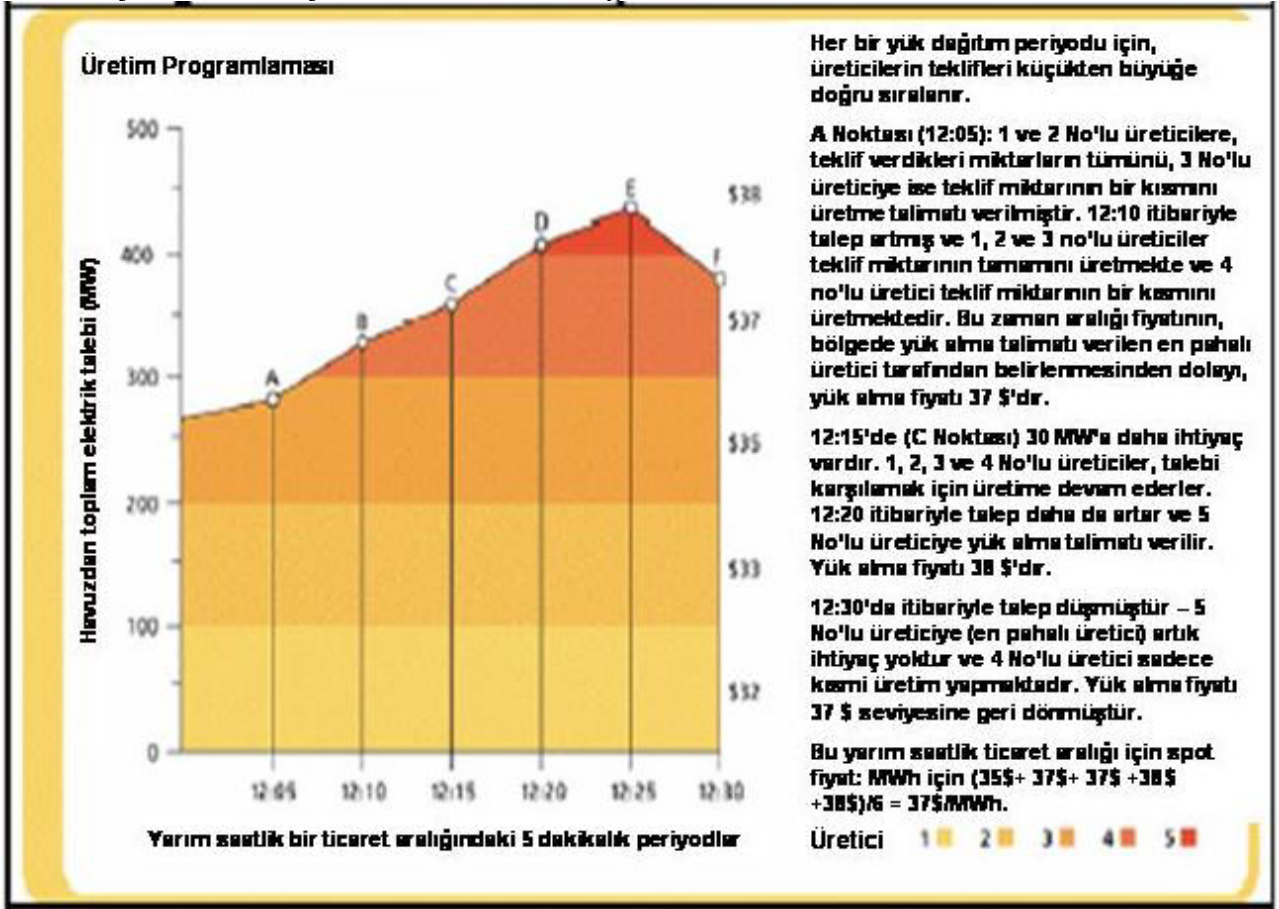 Üretim Programlaması
Havuzdan toplam elektrik talebi (MW)
500
400
300
200
100
0
A
B
C
D
E
F
$38
$37
$35
$33
$32
12:05 12:10 12:15 12:20 12:25 12:30
Yarım saatlik bir ticaret aralığındaki 5 dakikalık periyodlar
Her bir yük dağıtım periyodu için,
üreticilerin teklifleri küçükten büyüğe
doğru sıralanır.
A Noktası (12:05): 1 ve 2 No'lu üreticilere,
teklif verdikleri miktarların tümünü, 3 No'lu
üreticiye ise teklif miktarının bir kısmını
üretme talimatı verilmiştir. 12:10 itibariyle
talep artmış ve 1, 2 ve 3 no'lu üreticiler
teklif miktarının tamamını üretmekte ve 4
no'lu üretici teklif miktarının bir kısmını
üretmektedir. Bu zaman aralığı fiyatının,
bölgede yük alma talimatı verilen en pahalı
üretici tarafından belirlenmesinden dolayı,
yük alma fiyatı 37 $'dır.
12:15'de (C Noktası) 30 MW'a daha ihtiyaç
vardır. 1, 2, 3 ve 4 No'lu üreticiler, talebi
karşılamak için üretime devam ederler.
12:20 itibariyle talep daha da artar ve 5
No'lu üreticiye yük alma talimatı verilir.
Yük alma fiyatı 38 $'dır.
12:30'da itibariyle talep düşmüştür – 5
No'lu üreticiye (en pahalı üretici) artık
ihtiyaç yoktur ve 4 No'lu üretici sadece
kısmi üretim yapmaktadır. Yük alma fiyatı
37 $ seviyesine geri dönmüştür.
Bu yarım saatlik ticaret aralığı için spot
fiyat: MWh için (35$+ 37$+ 37$ +38$
+38$)/6 = 37$/MWh.
Üretici 1 2 3 4 5